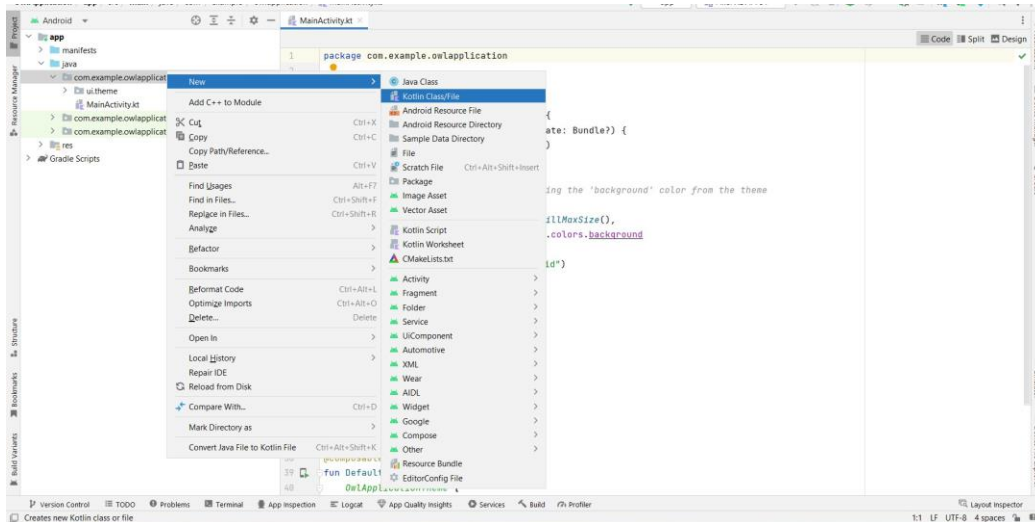 Android
MainActivity.kt
app
Code Split Design
manifests
java
com.example.owlapplicat
ui.theme
MainActivity.kt
com.example.owlapplicat
com.example.owlapplicat
res
Gradle Scripts
Project
Resource Manager
Structure
Bookmarks
Build Variants
New
Add C++ to Module
Cut Ctrl+X
Copy Ctrl+C
Copy Path/Reference...
Paste Ctrl+V
Find Usages Alt+F7
Find in Files... Ctrl+Shift+F
Replace in Files... Ctrl+Shift+R
Analyze
Refactor
Bookmarks
Reformat Code Ctrl+Alt+L
Optimize Imports Ctrl+Alt+O
Delete... Delete
Open In
Local History
Repair IDE
Reload from Disk
Compare With... Ctrl+D
Mark Directory as
Convert Java File to Kotlin File Ctrl+Alt+Shift+K
Java Class
Kotlin Class/File
Android Resource File
Android Resource Directory
Sample Data Directory
File
Scratch File Ctrl+Alt+Shift+Insert
Package
Image Asset
Vector Asset
Kotlin Script
Kotlin Worksheet
CMakeLists.txt
Activity
Fragment
Folder
Service
UiComponent
Automotive
XML
Wear
AIDL
Widget
Google
Compose
Other
Resource Bundle
EditorConfig File
1 package com.example.owlapplication
{
ate: Bundle?) {
)
ing the 'background' color from the theme
illMaxSize(),
.colors.background
id")
39 fun Default
40
Version Control TODO Problems Terminal App Inspection Logcat App Quality Insights Services Build Profiler Layout Inspector
Creates new Kotlin class or file 1:1 LF UTF-8 4 spaces